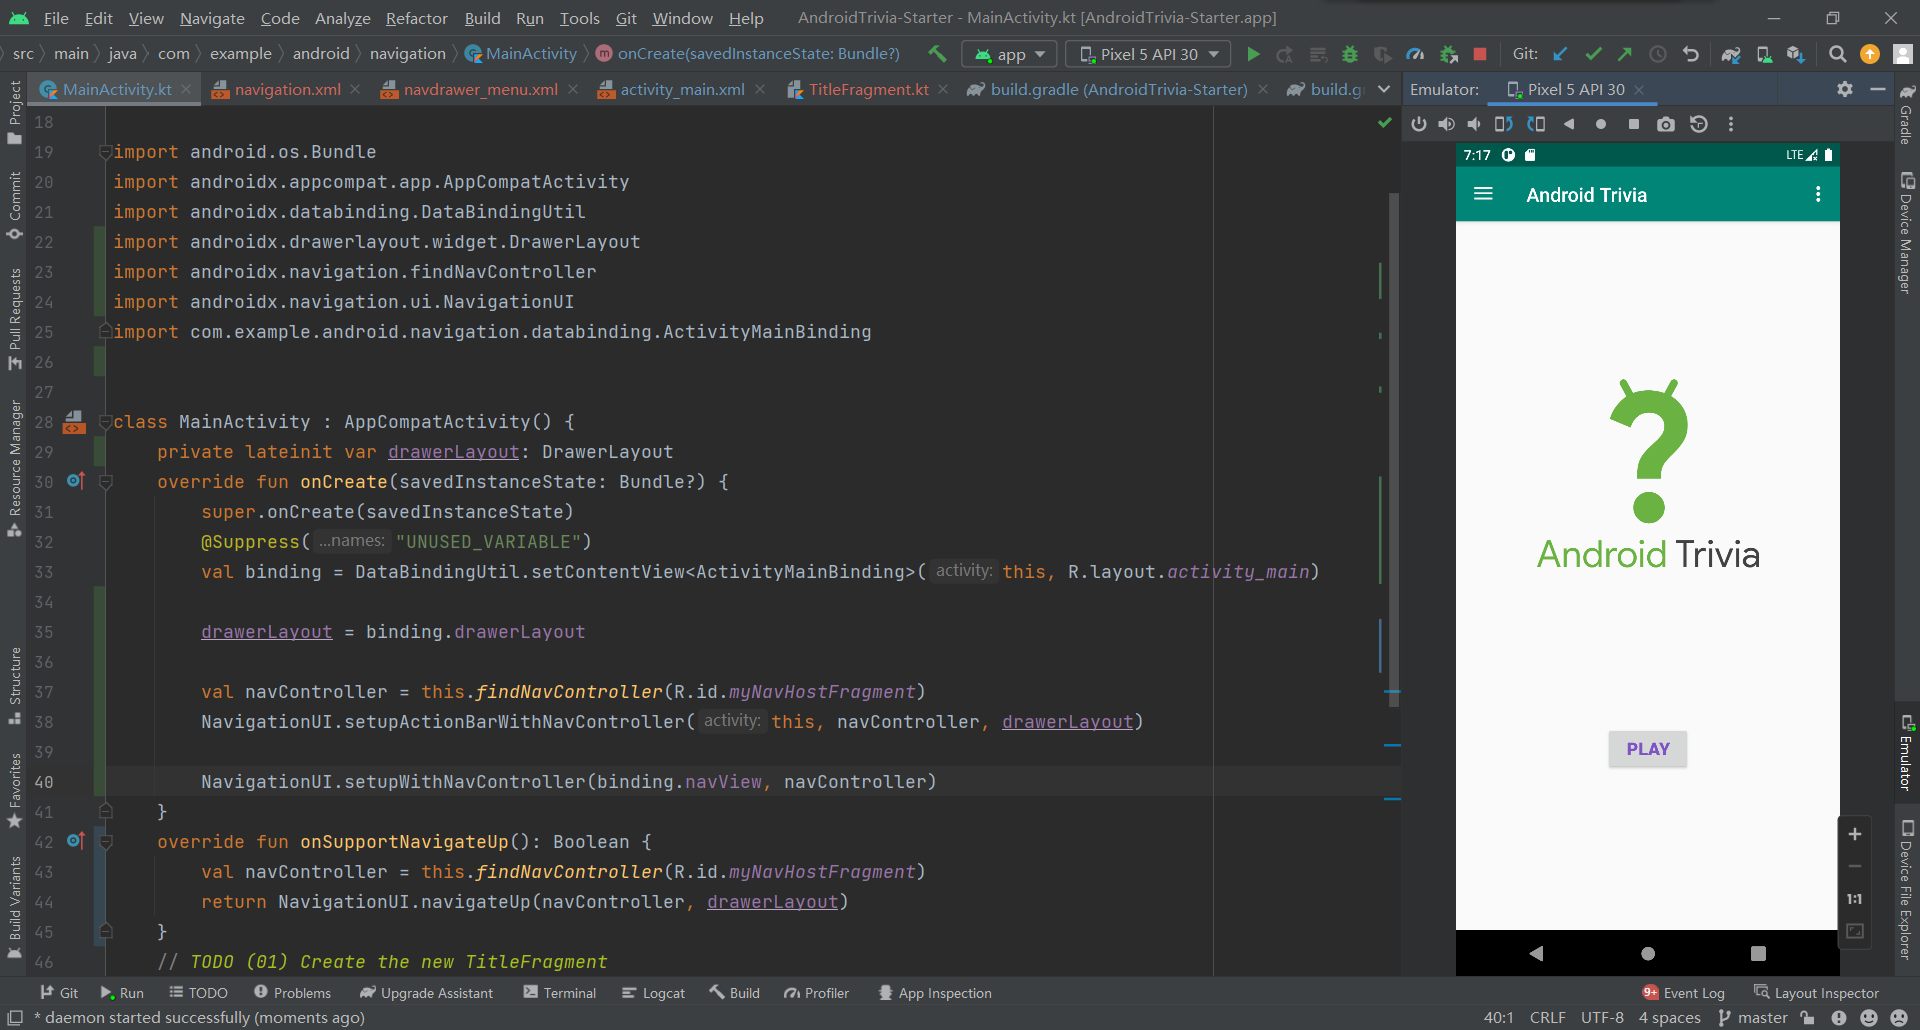 File Edit View Navigate Code Analyze Refactor Build Run Tools Git Window Help AndroidTrivia-Starter - MainActivity.kt [AndroidTrivia-Starter.app]
src main java com example android navigation MainActivity m onCreate(savedInstanceState: Bundle?) app Pixel 5 API 30 Git:
MainActivity.kt navigation.xml navdrawer_menu.xml activity_main.xml TitleFragment.kt build.gradle (AndroidTrivia-Starter) build.g Emulator: Pixel 5 API 30
Project
Commit
Pull Requests
Resource Manager
Structure
Favorites
Build Variants
18
19 import android.os.Bundle
20 import androidx.appcompat.app.AppCompatActivity
21 import androidx.databinding.DataBindingUtil
22 import androidx.drawerlayout.widget.DrawerLayout
23 import androidx.navigation.findNavController
24 import androidx.navigation.ui.NavigationUI
25 import com.example.android.navigation.databinding.ActivityMainBinding
26
27
28 class MainActivity : AppCompatActivity() {
29 private lateinit var drawerLayout: DrawerLayout
30 override fun onCreate(savedInstanceState: Bundle?) {
31 super.onCreate(savedInstanceState)
32 @Suppress( ...names: "UNUSED_VARIABLE")
33 val binding = DataBindingUtil.setContentView<ActivityMainBinding>( activity: this, R.layout.activity_main)
34
35 drawerLayout = binding.drawerLayout
36
37 val navController = this.findNavController(R.id.myNavHostFragment)
38 NavigationUI.setupActionBarWithNavController( activity: this, navController, drawerLayout)
39
40 NavigationUI.setupWithNavController(binding.navView, navController)
41 }
42 override fun onSupportNavigateUp(): Boolean {
43 val navController = this.findNavController(R.id.myNavHostFragment)
44 return NavigationUI.navigateUp(navController, drawerLayout)
45 }
46 // TODO (01) Create the new TitleFragment
7:17 LTE
Android Trivia
Android Trivia
PLAY
1:1
Gradle
Device Manager
Emulator
Device File Explorer
Git Run TODO Problems Upgrade Assistant Terminal Logcat Build Profiler App Inspection 9+ Event Log Layout Inspector
* daemon started successfully (moments ago) 40:1 CRLF UTF-8 4 spaces master